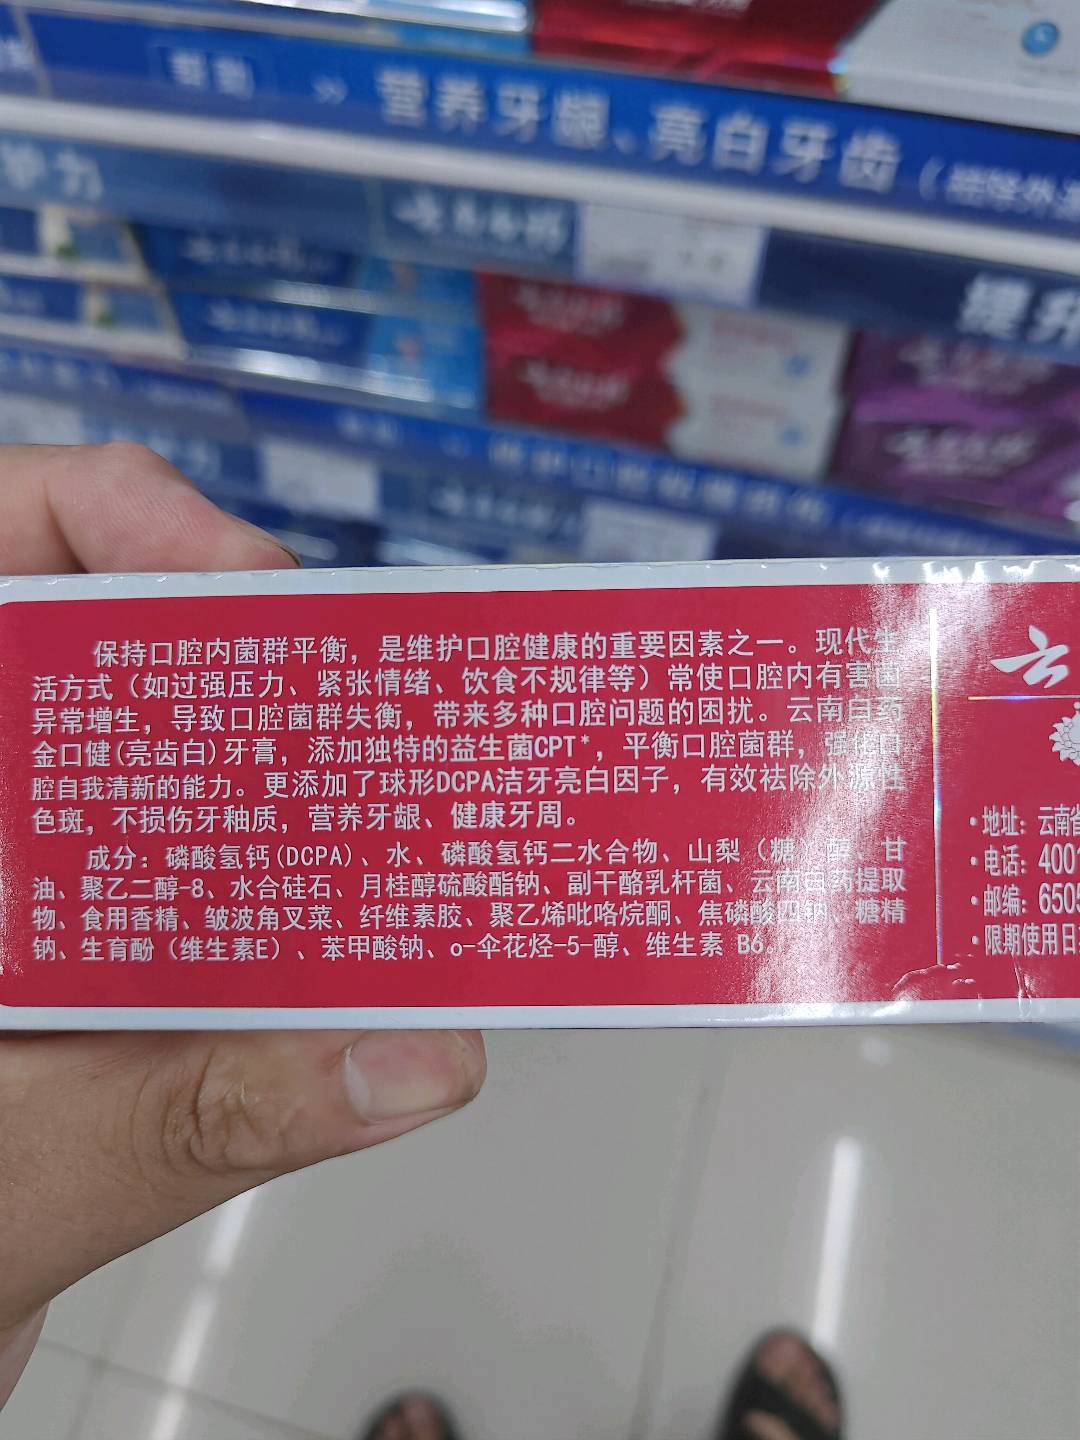 营养牙龈、亮白牙齿
提升
保持口腔内菌群平衡，是维护口腔健康的重要因素之一。现代生
活方式（如过强压力、紧张情绪、饮食不规律等）常使口腔内有害菌
异常增生，导致口腔菌群失衡，带来多种口腔问题的困扰。云南白药
金口健(亮齿白)牙膏，添加独特的益生菌CPT*，平衡口腔菌群，强化口
腔自我清新的能力。更添加了球形DCPA洁牙亮白因子，有效祛除外源性
色斑，不损伤牙釉质，营养牙龈、健康牙周。
成分：磷酸氢钙(DCPA)、水、磷酸氢钙二水合物、山梨（糖）醇、甘
油、聚乙二醇-8、水合硅石、月桂醇硫酸酯钠、副干酪乳杆菌、云南白药提取
物、食用香精、皱波角叉菜、纤维素胶、聚乙烯吡咯烷酮、焦磷酸四钠、糖精
钠、生育酚（维生素E）、苯甲酸钠、o-伞花烃-5-醇、维生素 B6。
云
·地址：云南省
·电话：4001
·邮编：6505
·限期使用日